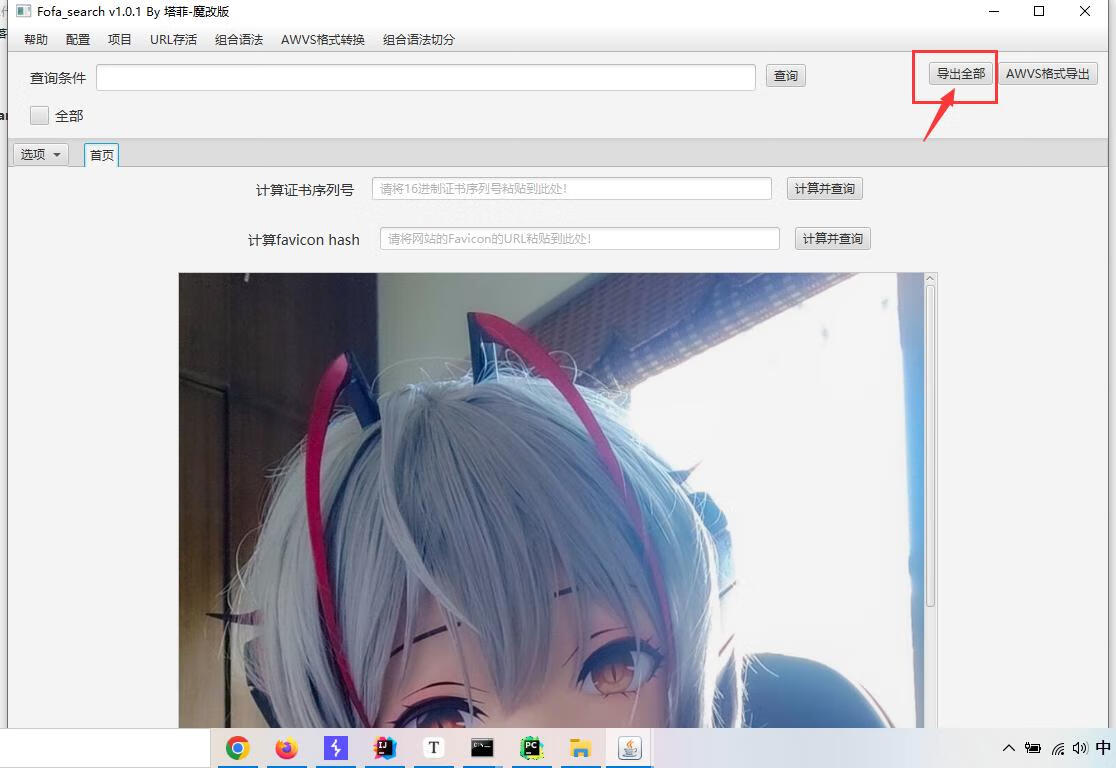 Fofa_search v1.0.1 By 塔菲-魔改版
帮助 配置 项目 URL存活 组合语法 AWVS格式转换 组合语法切分
查询条件 查询 导出全部 AWVS格式导出
全部
选项 首页
计算证书序列号 请将16进制证书序列号粘贴到此处! 计算并查询
计算favicon hash 请将网站的Favicon的URL粘贴到此处! 计算并查询
IJ T PC 中